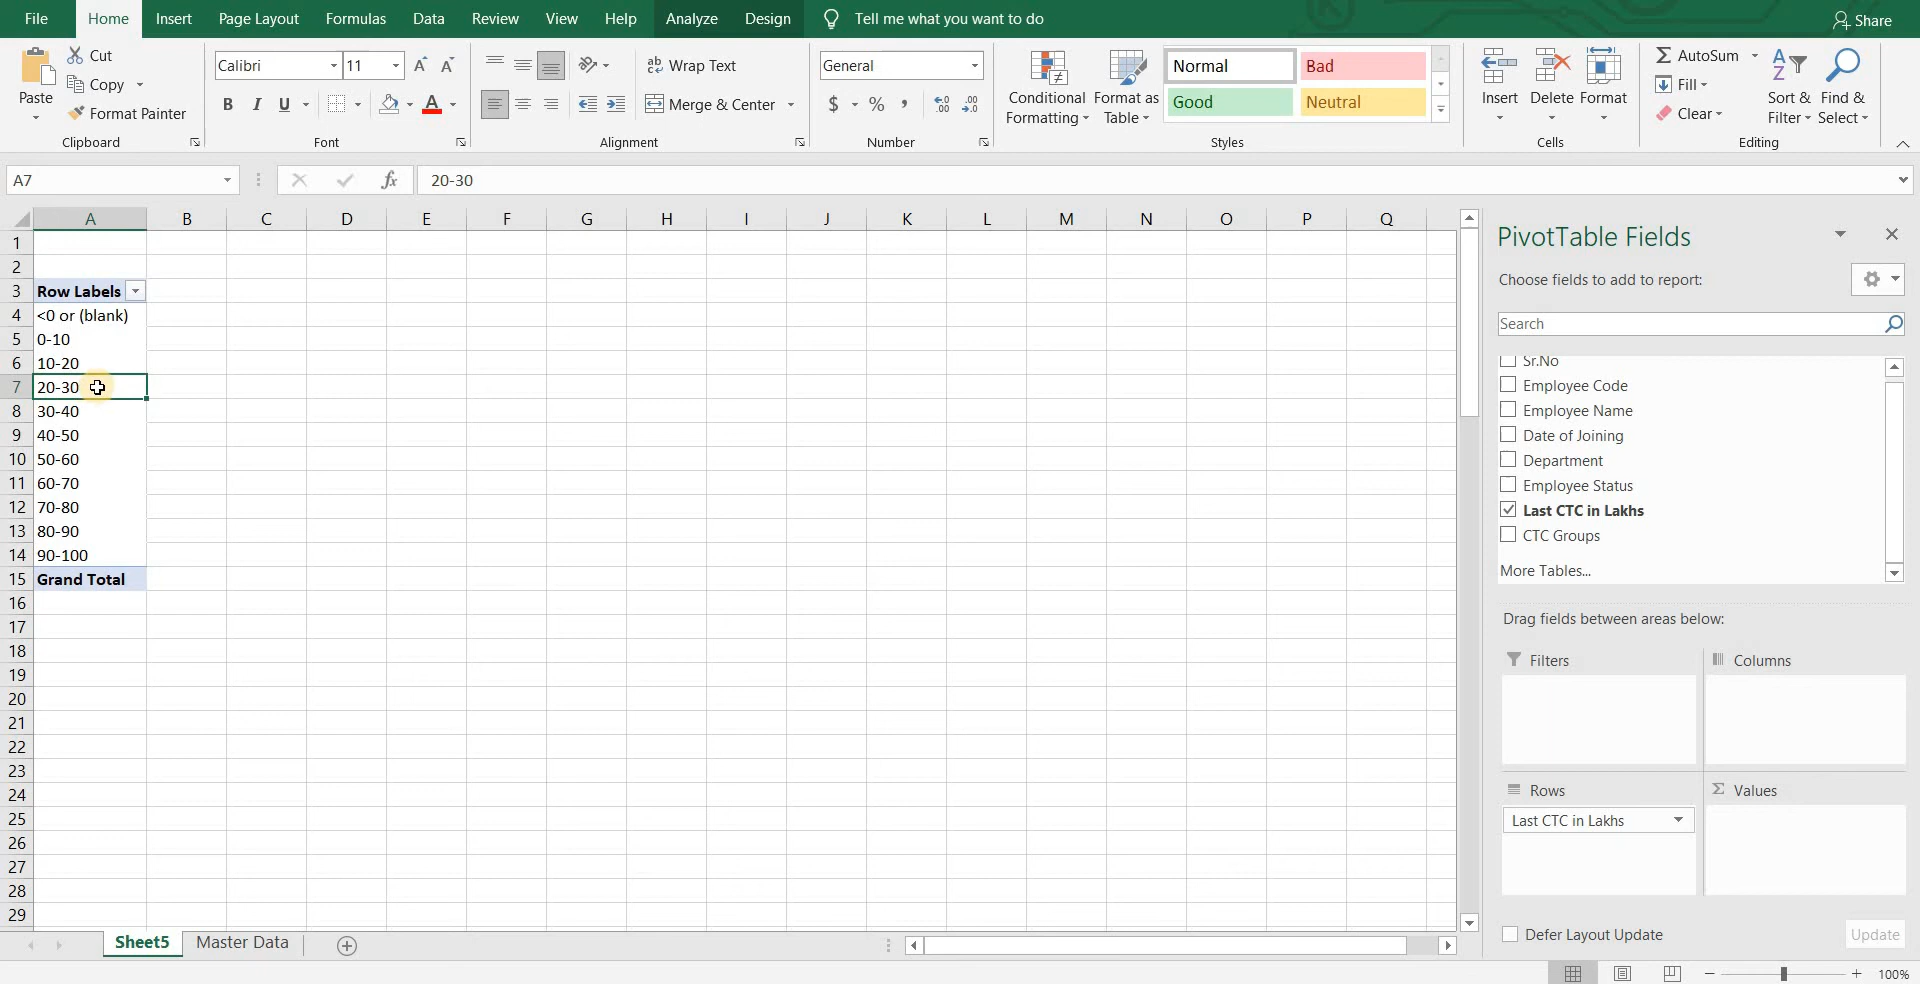 File Home Insert Page Layout Formulas Data Review View Help Analyze Design Tell me what you want to do Share
Paste
Cut
Copy
Format Painter
Clipboard
Calibri 11
B I U A
Font
Wrap Text
Merge & Center
Alignment
General
$ % ,
Number
Conditional Formatting
Format as Table
Normal Bad
Good Neutral
Styles
Insert Delete Format
Cells
AutoSum
Fill
Clear
Sort & Filter
Find & Select
Editing
A7 fx 20-30
A B C D E F G H I J K L M N O P Q
1
2
3 Row Labels
4 <0 or (blank)
5 0-10
6 10-20
7 20-30
8 30-40
9 40-50
10 50-60
11 60-70
12 70-80
13 80-90
14 90-100
15 Grand Total
16
17
18
19
20
21
22
23
24
25
26
27
28
29
PivotTable Fields
Choose fields to add to report:
Search
Sr.No
Employee Code
Employee Name
Date of Joining
Department
Employee Status
Last CTC in Lakhs
CTC Groups
More Tables...
Drag fields between areas below:
Filters Columns
Rows Values
Last CTC in Lakhs
Defer Layout Update Update
Sheet5 Master Data
100%